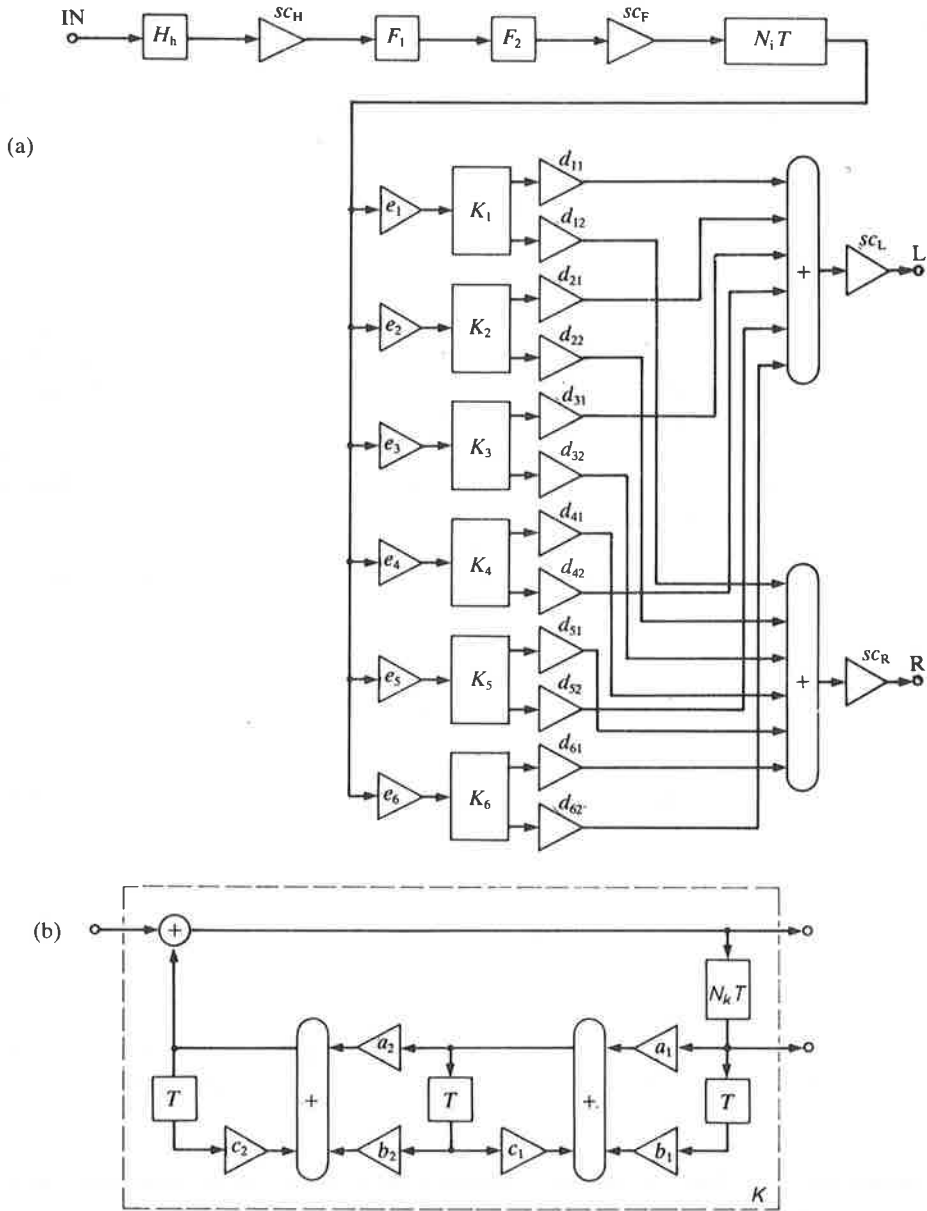 (a)
IN
H_h
sc_H
F_1
F_2
sc_F
N_i T
e_1
K_1
d_11
d_12
e_2
K_2
d_21
d_22
e_3
K_3
d_31
d_32
e_4
K_4
d_41
d_42
e_5
K_5
d_51
d_52
e_6
K_6
d_61
d_62
+
sc_L
L
+
sc_R
R
(b)
+
N_k T
a_2
a_1
T
+
T
+
T
c_2
b_2
c_1
b_1
K